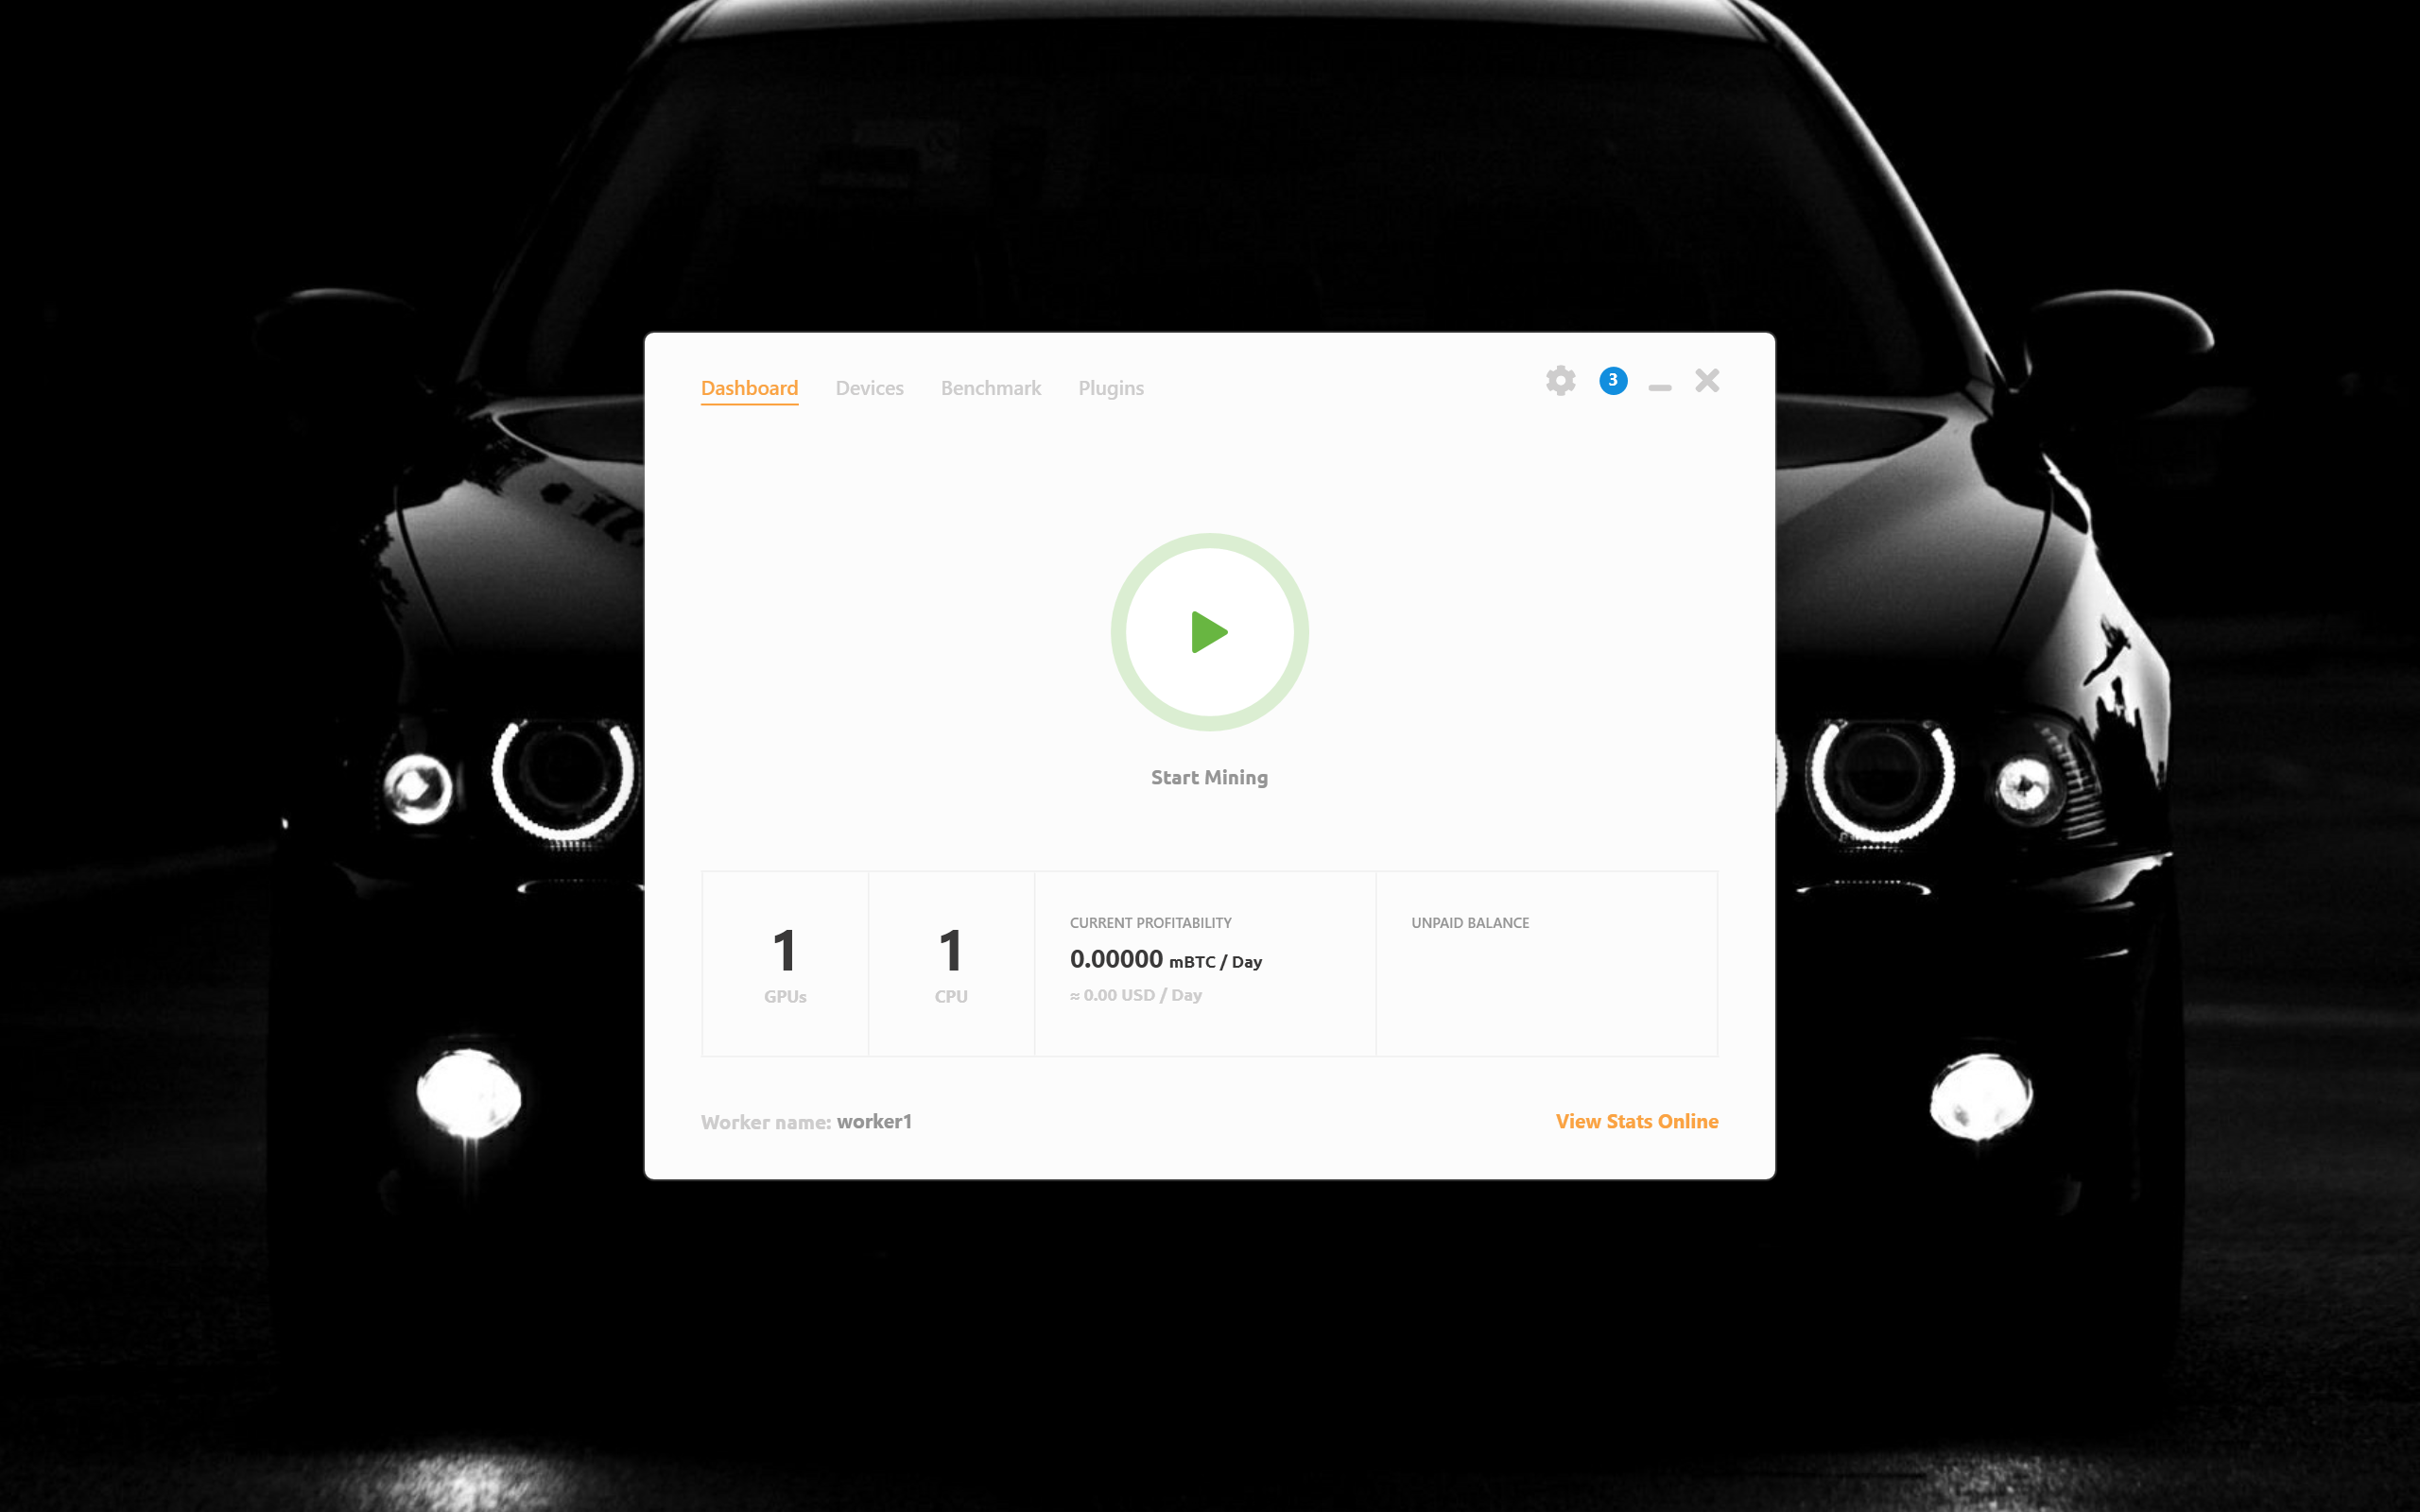 Dashboard Devices Benchmark Plugins 3
Start Mining
1 GPUs
1 CPU
CURRENT PROFITABILITY
0.00000 mBTC / Day
≈ 0.00 USD / Day
UNPAID BALANCE
Worker name: worker1
View Stats Online